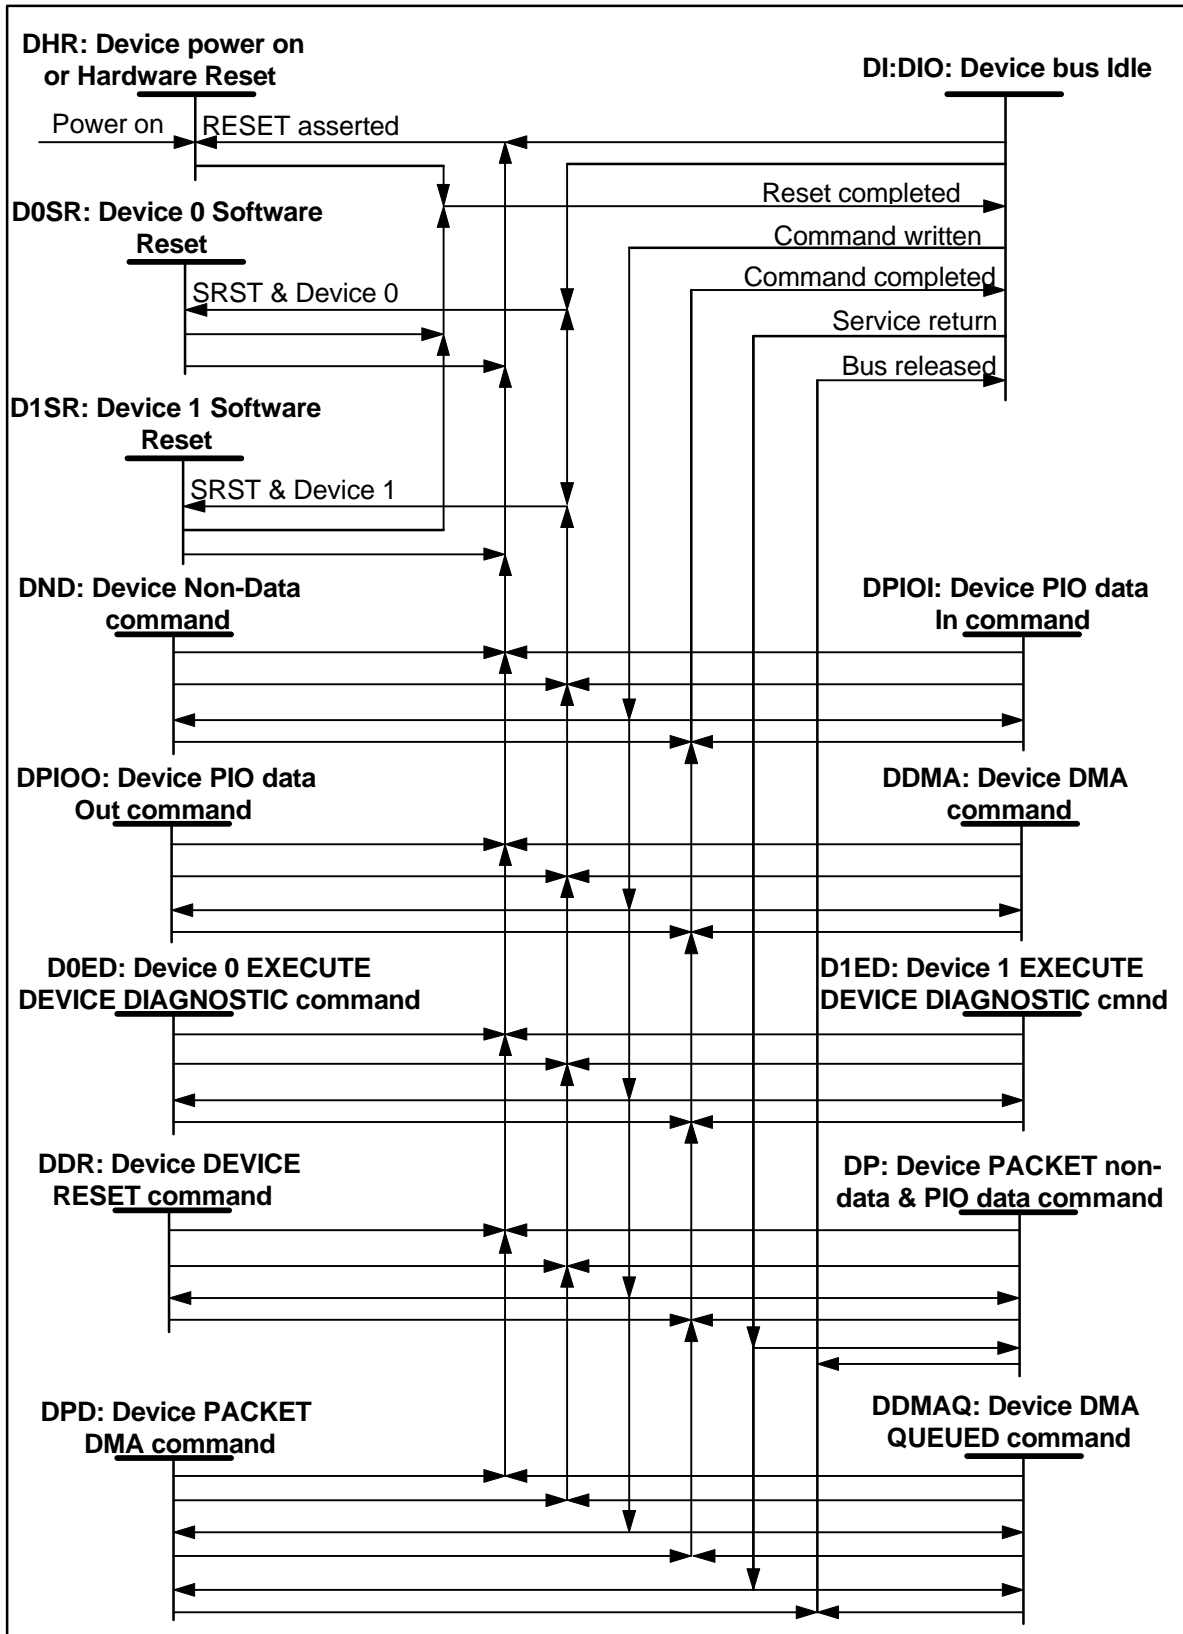 DHR: Device power on
or Hardware Reset
DI:DIO: Device bus Idle
Power on
RESET asserted
Reset completed
D0SR: Device 0 Software
Reset
Command written
Command completed
SRST & Device 0
Service return
Bus released
D1SR: Device 1 Software
Reset
SRST & Device 1
DND: Device Non-Data
command
DPIOI: Device PIO data
In command
DPIOO: Device PIO data
Out command
DDMA: Device DMA
command
D0ED: Device 0 EXECUTE
DEVICE DIAGNOSTIC command
D1ED: Device 1 EXECUTE
DEVICE DIAGNOSTIC cmnd
DDR: Device DEVICE
RESET command
DP: Device PACKET non-
data & PIO data command
DPD: Device PACKET
DMA command
DDMAQ: Device DMA
QUEUED command